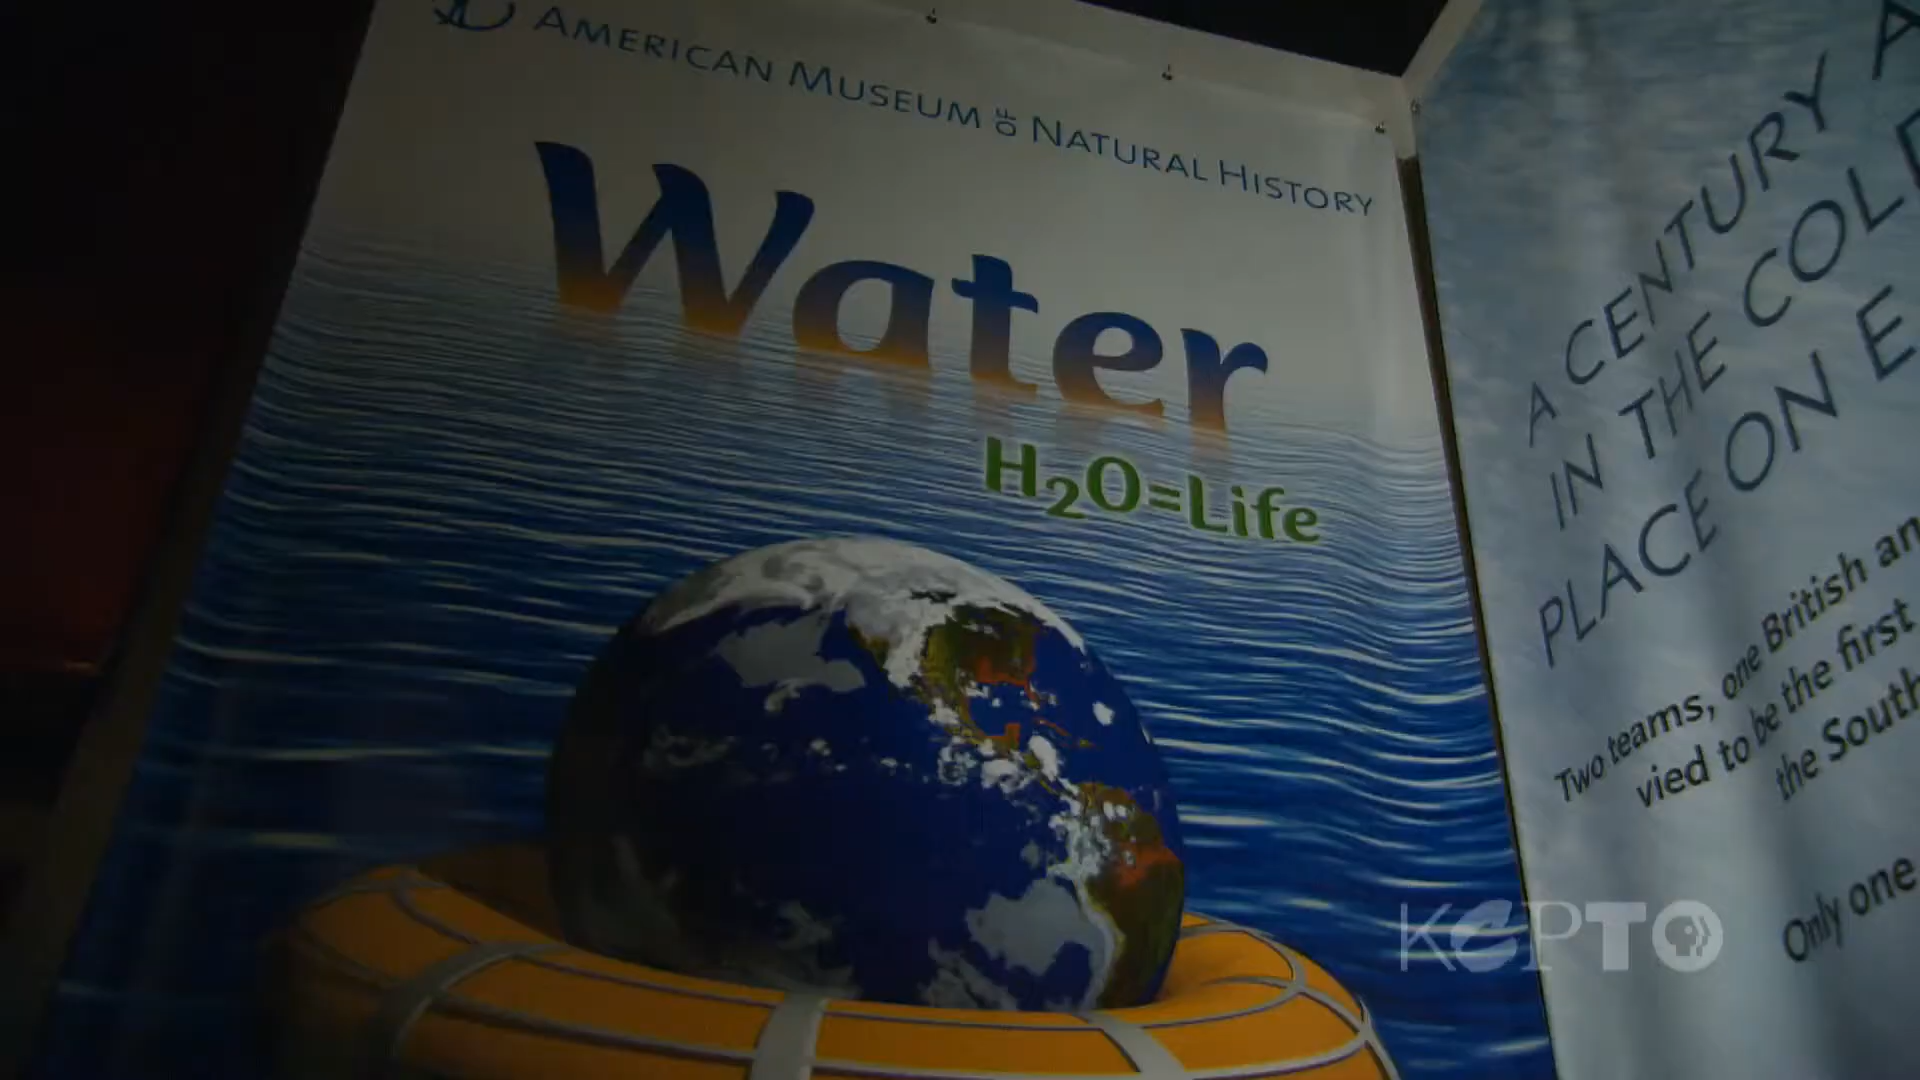 AMERICAN MUSEUM OF NATURAL HISTORY
Water
H₂O=Life
A CENTURY A
IN THE COL
PLACE ON E
Two teams, one British an
vied to be the first
the South
Only one
KCPT